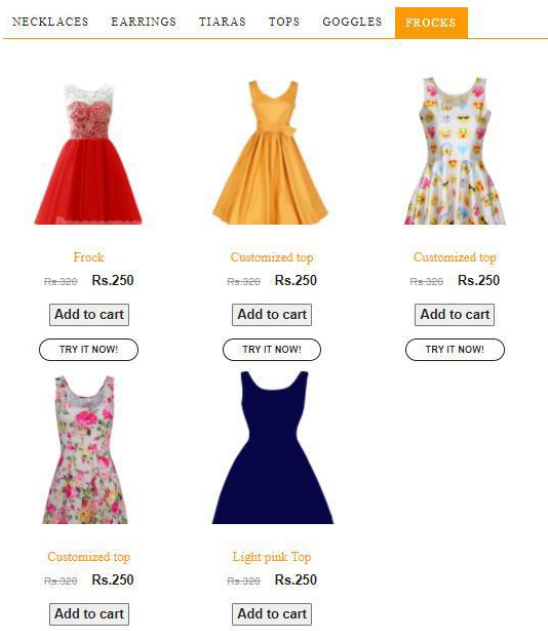 NECKLACES EARRINGS TIARAS TOPS GOGGLES FROCKS
Frock Customized top Customized top
Rs.320 Rs.250 Rs.320 Rs.250 Rs.320 Rs.250
Add to cart Add to cart Add to cart
TRY IT NOW! TRY IT NOW! TRY IT NOW!
Customized top Light pink Top
Rs.320 Rs.250 Rs.320 Rs.250
Add to cart Add to cart